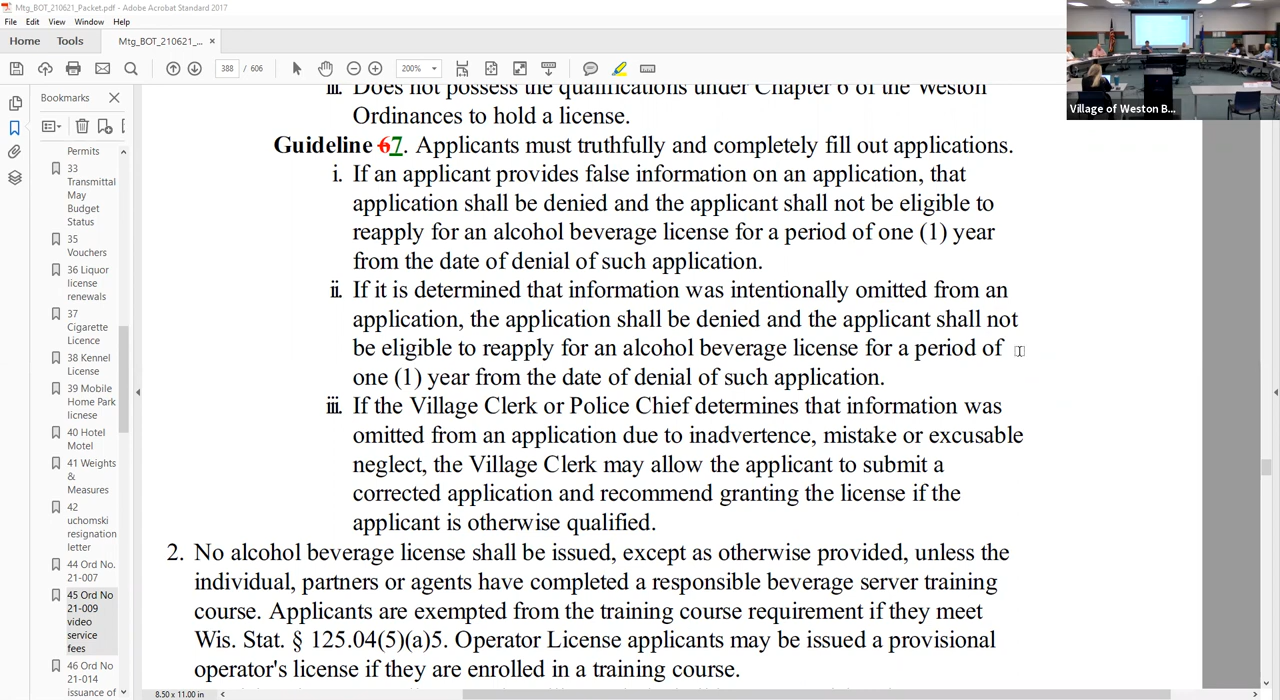 Mtg_BOT_210621_Packet.pdf - Adobe Acrobat Standard 2017
File Edit View Window Help
Home Tools Mtg_BOT_210621_... ×
388 / 606 200%
Bookmarks
Permits
33
Transmittal
May
Budget
Status
35
Vouchers
36 Liquor
license
renewals
37
Cigarette
Licence
38 Kennel
License
39 Mobile
Home Park
licnese
40 Hotel
Motel
41 Weights
&
Measures
42
uchomski
resignation
letter
44 Ord No.
21-007
45 Ord No
21-009
video
service
fees
46 Ord No
21-014
issuance of
iii. Does not possess the qualifications under Chapter 6 of the Weston
Ordinances to hold a license.
Guideline 67. Applicants must truthfully and completely fill out applications.
i. If an applicant provides false information on an application, that
application shall be denied and the applicant shall not be eligible to
reapply for an alcohol beverage license for a period of one (1) year
from the date of denial of such application.
ii. If it is determined that information was intentionally omitted from an
application, the application shall be denied and the applicant shall not
be eligible to reapply for an alcohol beverage license for a period of
one (1) year from the date of denial of such application.
iii. If the Village Clerk or Police Chief determines that information was
omitted from an application due to inadvertence, mistake or excusable
neglect, the Village Clerk may allow the applicant to submit a
corrected application and recommend granting the license if the
applicant is otherwise qualified.
2. No alcohol beverage license shall be issued, except as otherwise provided, unless the
individual, partners or agents have completed a responsible beverage server training
course. Applicants are exempted from the training course requirement if they meet
Wis. Stat. § 125.04(5)(a)5. Operator License applicants may be issued a provisional
operator's license if they are enrolled in a training course.
8.50 x 11.00 in
Village of Weston B...